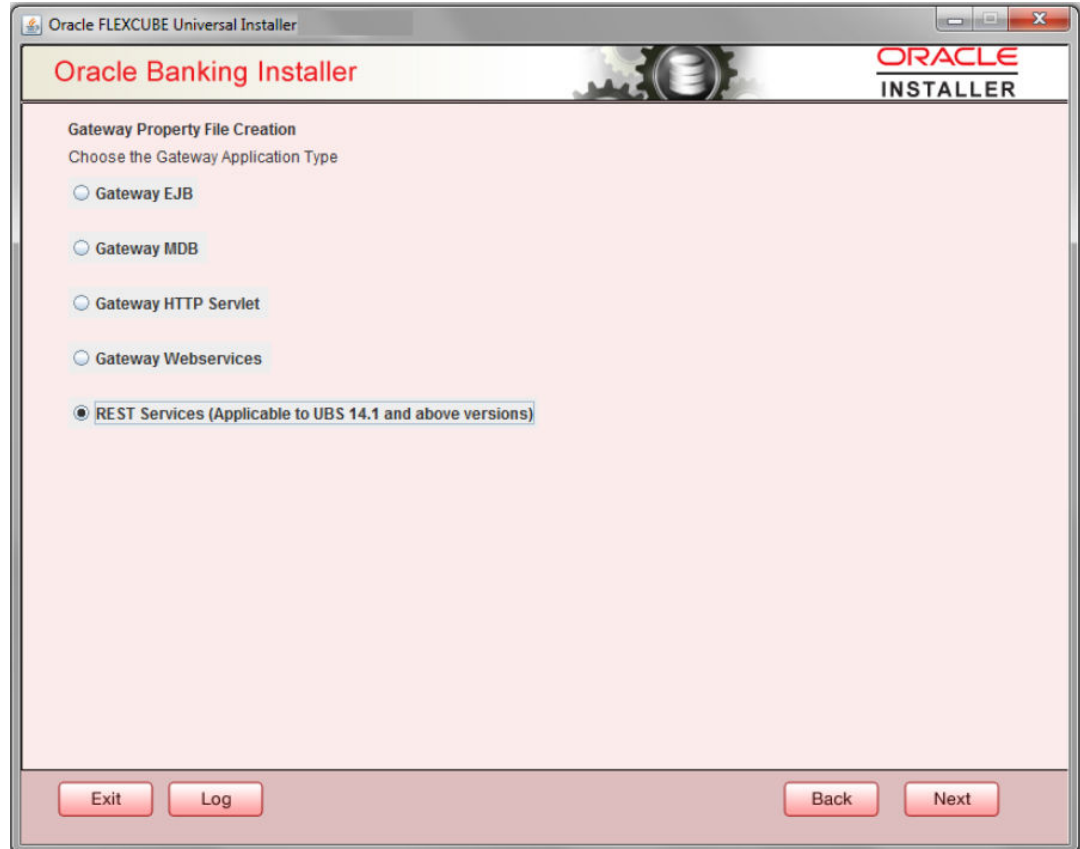 Oracle FLEXCUBE Universal Installer
Oracle Banking Installer
ORACLE
INSTALLER
Gateway Property File Creation
Choose the Gateway Application Type
Gateway EJB
Gateway MDB
Gateway HTTP Servlet
Gateway Webservices
REST Services (Applicable to UBS 14.1 and above versions)
Exit
Log
Back
Next